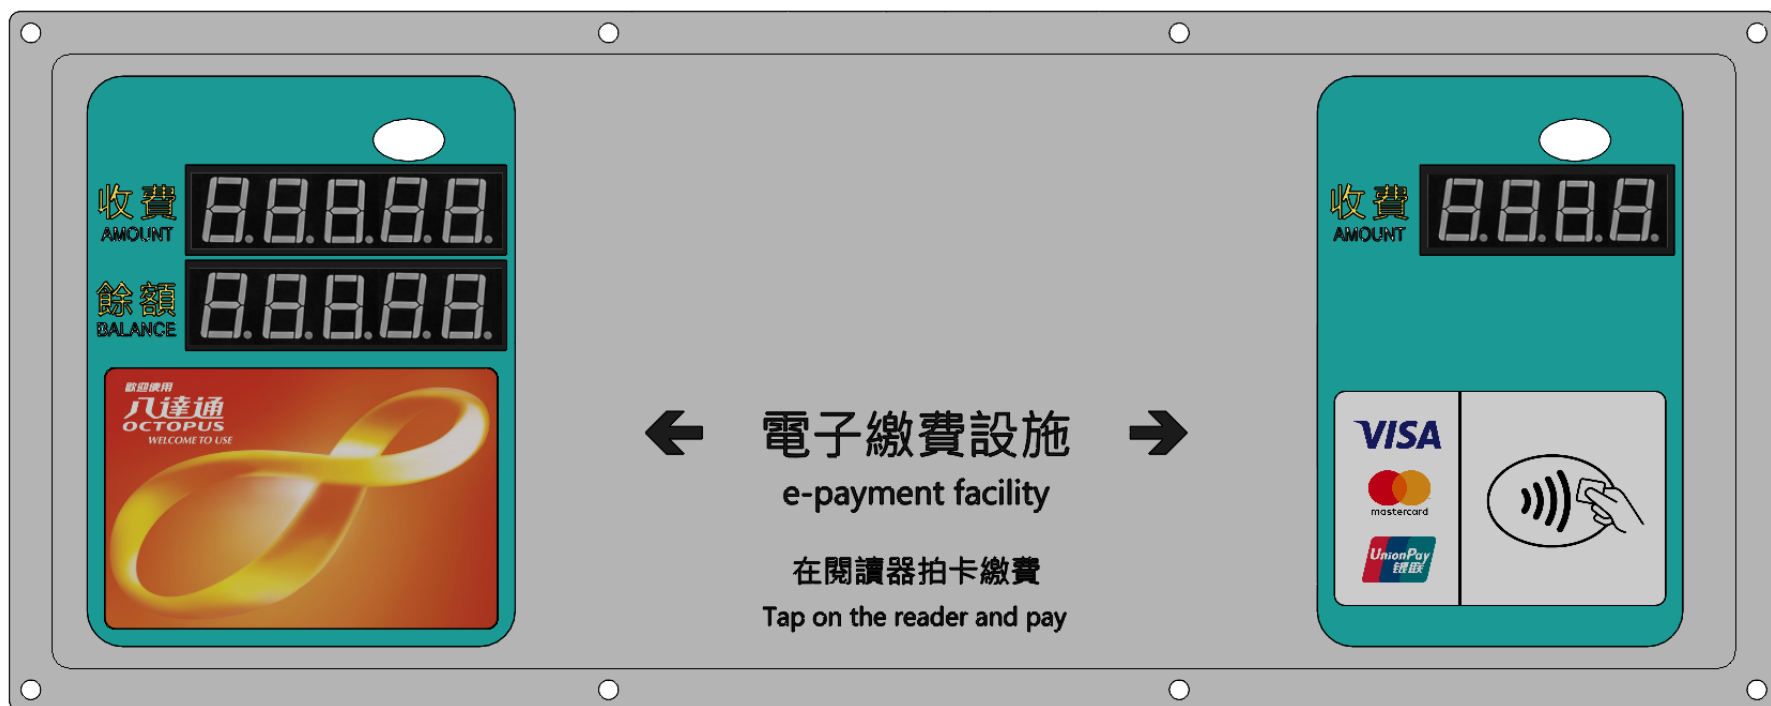 收費
AMOUNT
餘額
BALANCE
歡迎使用
八達通
OCTOPUS
WELCOME TO USE
電子繳費設施
e-payment facility
在閱讀器拍卡繳費
Tap on the reader and pay
收費
AMOUNT
VISA
mastercard
UnionPay
银联